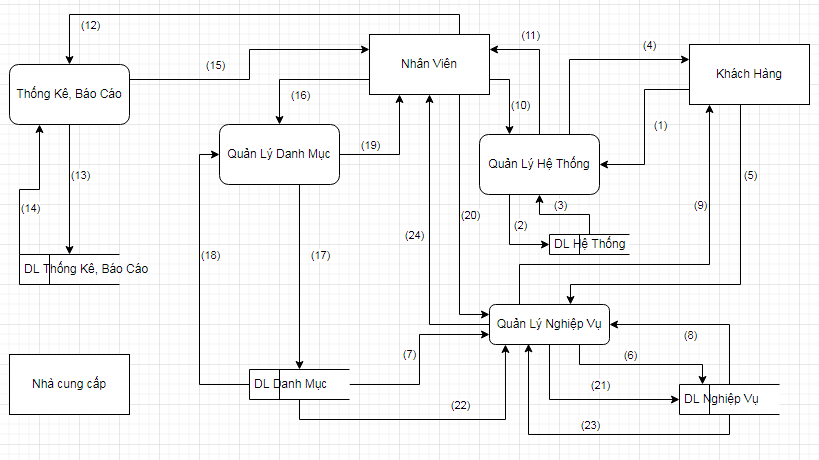 (12)
(11)
(4)
Nhân Viên
Khách Hàng
(15)
Thống Kê, Báo Cáo
(16)
(10)
(1)
(19)
Quản Lý Danh Mục
Quản Lý Hệ Thống
(13)
(5)
(14)
(3)
(9)
(20)
(2)
(24)
DL Hệ Thống
(18)
(17)
DL Thống Kê, Báo Cáo
Quản Lý Nghiệp Vụ
(8)
(7)
(6)
Nhà cung cấp
DL Danh Mục
(21)
DL Nghiệp Vụ
(22)
(23)